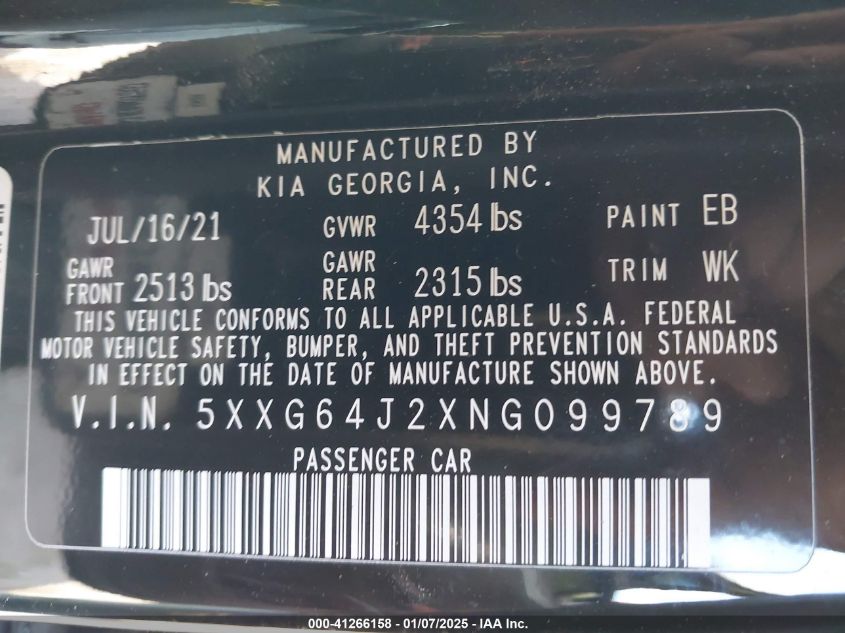 MANUFACTURED BY
KIA GEORGIA, INC.
JUL/16/21 GVWR 4354 lbs PAINT EB
GAWR FRONT 2513 lbs GAWR REAR 2315 lbs TRIM WK
THIS VEHICLE CONFORMS TO ALL APPLICABLE U.S.A. FEDERAL
MOTOR VEHICLE SAFETY, BUMPER, AND THEFT PREVENTION STANDARDS
IN EFFECT ON THE DATE OF MANUFACTURE SHOWN ABOVE.
V.I.N. 5XXG64J2XNG099789
PASSENGER CAR
000-41266158 - 01/07/2025 - IAA Inc.